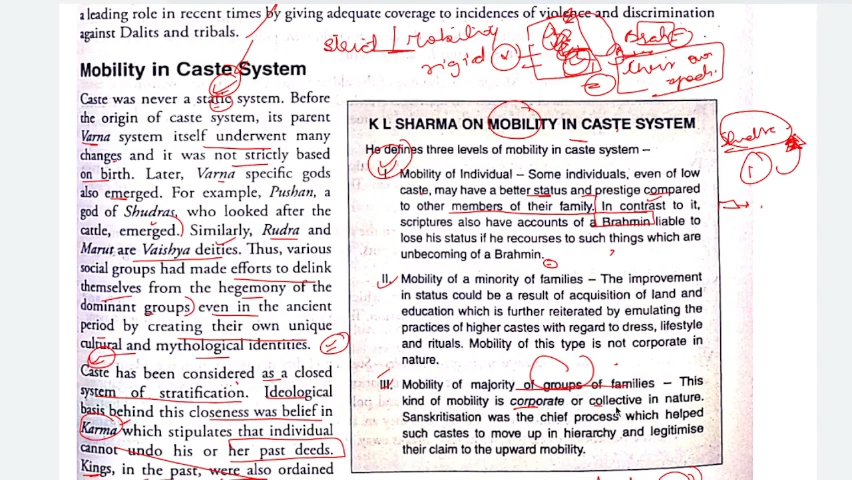 a leading role in recent times by giving adequate coverage to incidences of violence and discrimination
against Dalits and tribals.
Mobility
rigid
their own
Mobility in Caste System
Caste was never a static system. Before
the origin of caste system, its parent
Varna system itself underwent many
changes and it was not strictly based
on birth. Later, Varna specific gods
also emerged. For example, Pushan, a
god of Shudras, who looked after the
cattle, emerged. Similarly, Rudra and
Marut are Vaishya deities. Thus, various
social groups had made efforts to delink
themselves from the hegemony of the
dominant groups even in the ancient
period by creating their own unique
cultural and mythological identities.
Caste has been considered as a closed
system of stratification. Ideological
basis behind this closeness was belief in
Karma which stipulates that individual
cannot undo his or her past deeds.
Kings, in the past, were also ordained
K L SHARMA ON MOBILITY IN CASTE SYSTEM
He defines three levels of mobility in caste system –
I. Mobility of Individual – Some individuals, even of low
caste, may have a better status and prestige compared
to other members of their family. In contrast to it,
scriptures also have accounts of a Brahmin liable to
lose his status if he recourses to such things which are
unbecoming of a Brahmin.
II. Mobility of a minority of families – The improvement
in status could be a result of acquisition of land and
education which is further reiterated by emulating the
practices of higher castes with regard to dress, lifestyle
and rituals. Mobility of this type is not corporate in
nature.
III. Mobility of majority of groups of families – This
kind of mobility is corporate or collective in nature.
Sanskritisation was the chief process which helped
such castes to move up in hierarchy and legitimise
their claim to the upward mobility.